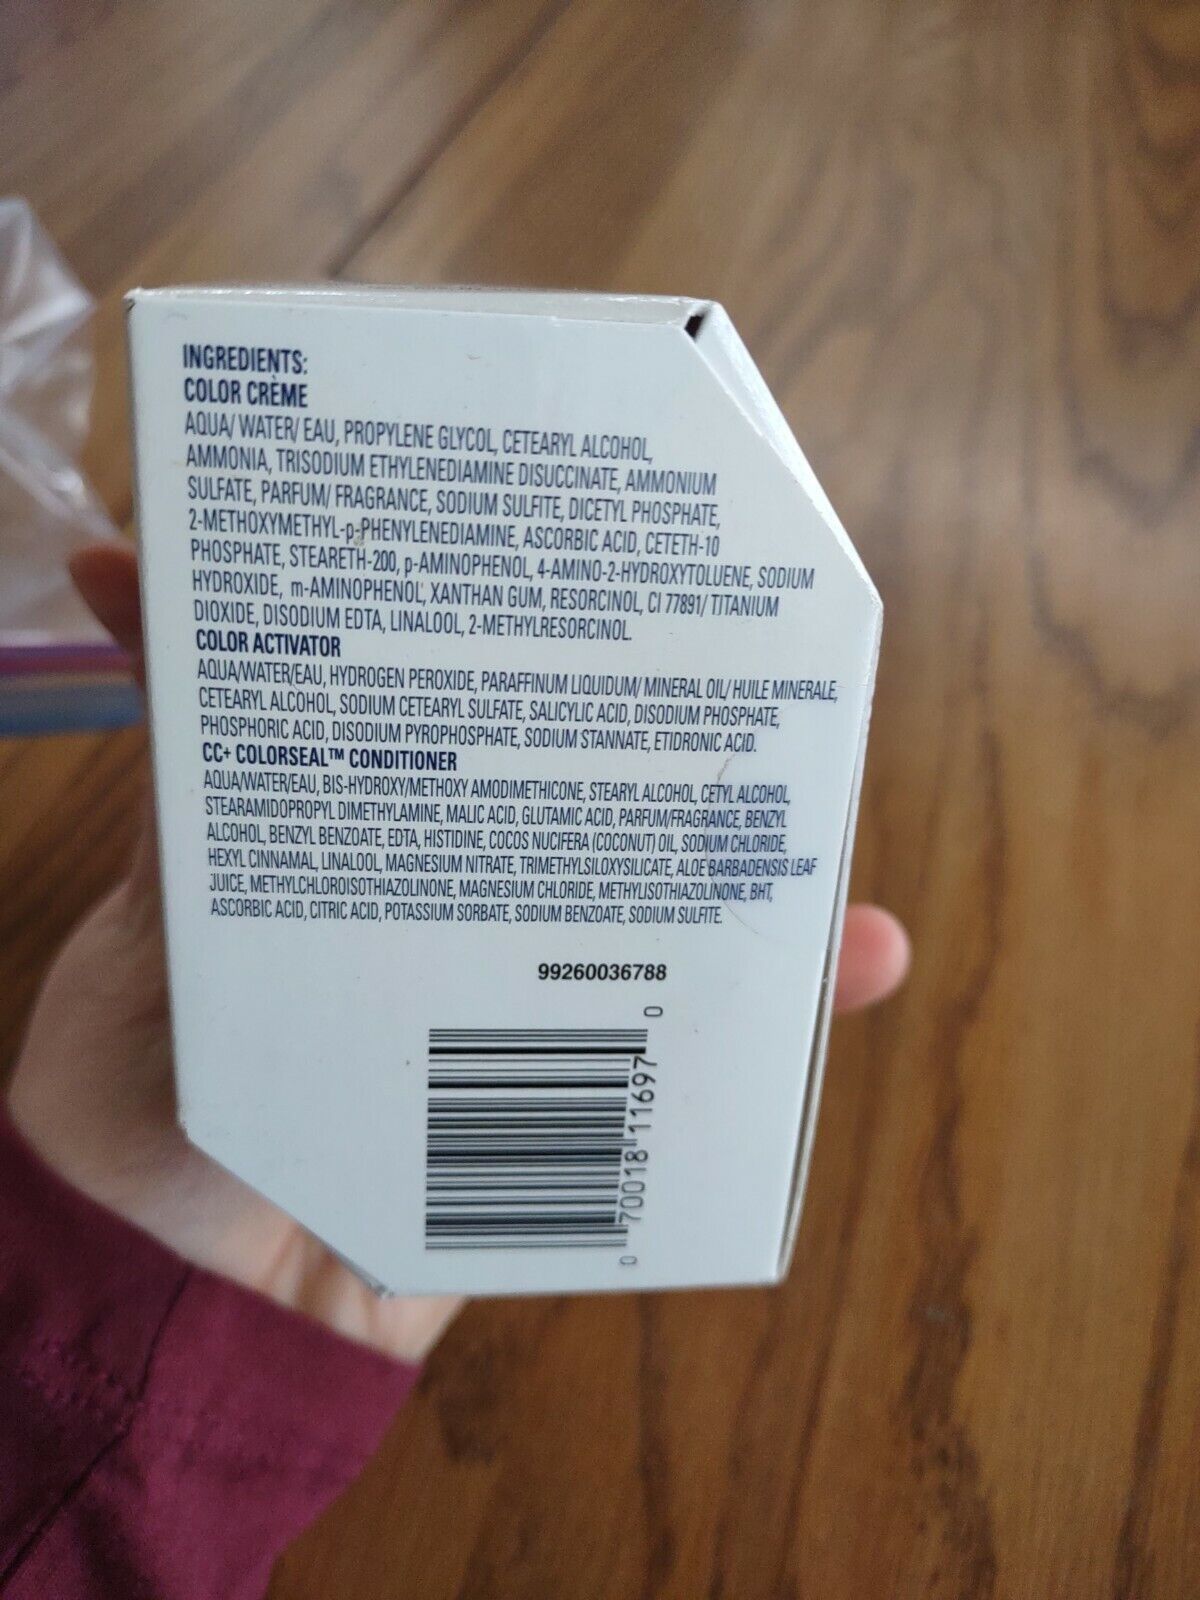 INGREDIENTS:
COLOR CRÈME
AQUA/ WATER/ EAU, PROPYLENE GLYCOL, CETEARYL ALCOHOL,
AMMONIA, TRISODIUM ETHYLENEDIAMINE DISUCCINATE, AMMONIUM
SULFATE, PARFUM/ FRAGRANCE, SODIUM SULFITE, DICETYL PHOSPHATE,
2-METHOXYMETHYL-p-PHENYLENEDIAMINE, ASCORBIC ACID, CETETH-10
PHOSPHATE, STEARETH-200, p-AMINOPHENOL, 4-AMINO-2-HYDROXYTOLUENE, SODIUM
HYDROXIDE, m-AMINOPHENOL, XANTHAN GUM, RESORCINOL, CI 77891/ TITANIUM
DIOXIDE, DISODIUM EDTA, LINALOOL, 2-METHYLRESORCINOL.
COLOR ACTIVATOR
AQUA/WATER/EAU, HYDROGEN PEROXIDE, PARAFFINUM LIQUIDUM/ MINERAL OIL/ HUILE MINERALE,
CETEARYL ALCOHOL, SODIUM CETEARYL SULFATE, SALICYLIC ACID, DISODIUM PHOSPHATE,
PHOSPHORIC ACID, DISODIUM PYROPHOSPHATE, SODIUM STANNATE, ETIDRONIC ACID.
CC+ COLORSEAL™ CONDITIONER
AQUA/WATER/EAU, BIS-HYDROXY/METHOXY AMODIMETHICONE, STEARYL ALCOHOL, CETYL ALCOHOL,
STEARAMIDOPROPYL DIMETHYLAMINE, MALIC ACID, GLUTAMIC ACID, PARFUM/FRAGRANCE, BENZYL
ALCOHOL, BENZYL BENZOATE, EDTA, HISTIDINE, COCOS NUCIFERA (COCONUT) OIL, SODIUM CHLORIDE,
HEXYL CINNAMAL, LINALOOL, MAGNESIUM NITRATE, TRIMETHYLSILOXYSILICATE, ALOE BARBADENSIS LEAF
JUICE, METHYLCHLOROISOTHIAZOLINONE, MAGNESIUM CHLORIDE, METHYLISOTHIAZOLINONE, BHT,
ASCORBIC ACID, CITRIC ACID, POTASSIUM SORBATE, SODIUM BENZOATE, SODIUM SULFITE.
99260036788
0 70018 11697 0